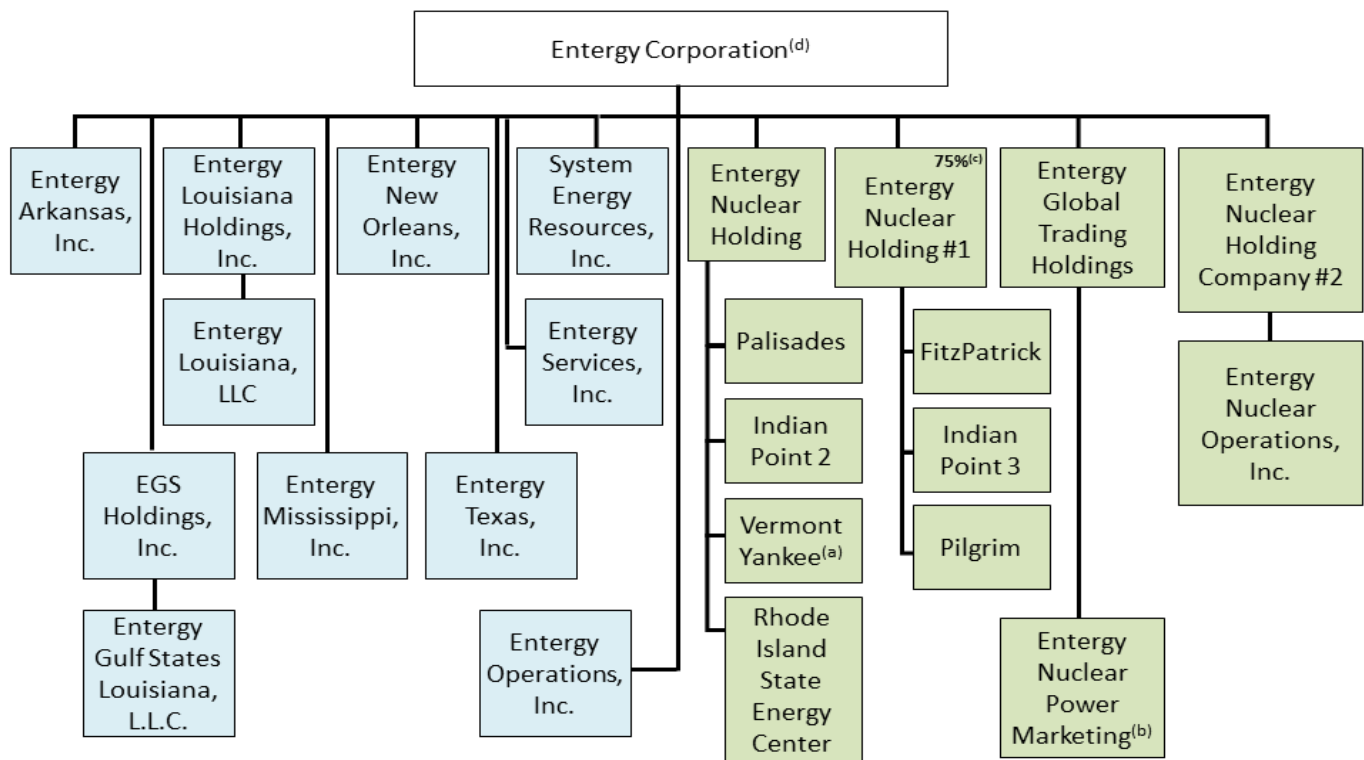 Entergy Corporation(d)
Entergy
Arkansas,
Inc.
Entergy
Louisiana
Holdings,
Inc.
Entergy
New
Orleans,
Inc.
System
Energy
Resources,
Inc.
Entergy
Nuclear
Holding
75%(c)
Entergy
Nuclear
Holding #1
Entergy
Global
Trading
Holdings
Entergy
Nuclear
Holding
Company #2
Entergy
Louisiana,
LLC
Entergy
Services,
Inc.
Palisades
FitzPatrick
Entergy
Nuclear
Operations,
Inc.
Indian
Point 2
Indian
Point 3
EGS
Holdings,
Inc.
Entergy
Mississippi,
Inc.
Entergy
Texas,
Inc.
Vermont
Yankee(a)
Pilgrim
Entergy
Gulf States
Louisiana,
L.L.C.
Entergy
Operations,
Inc.
Rhode
Island
State
Energy
Center
Entergy
Nuclear
Power
Marketing(b)